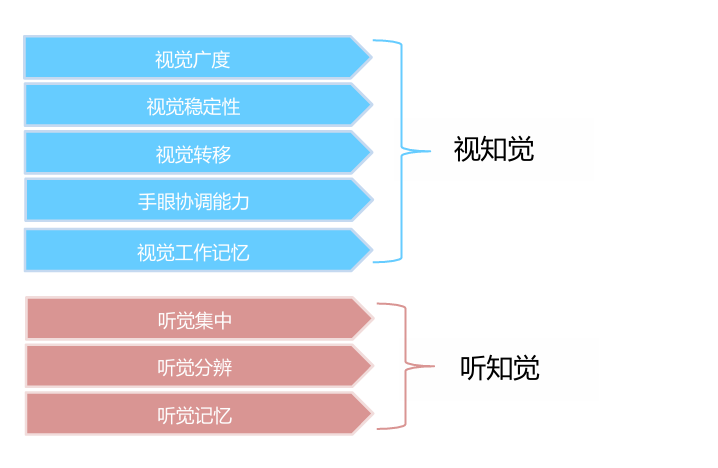 视觉广度
视觉稳定性
视觉转移
手眼协调能力
视觉工作记忆
视知觉
听觉集中
听觉分辨
听觉记忆
听知觉